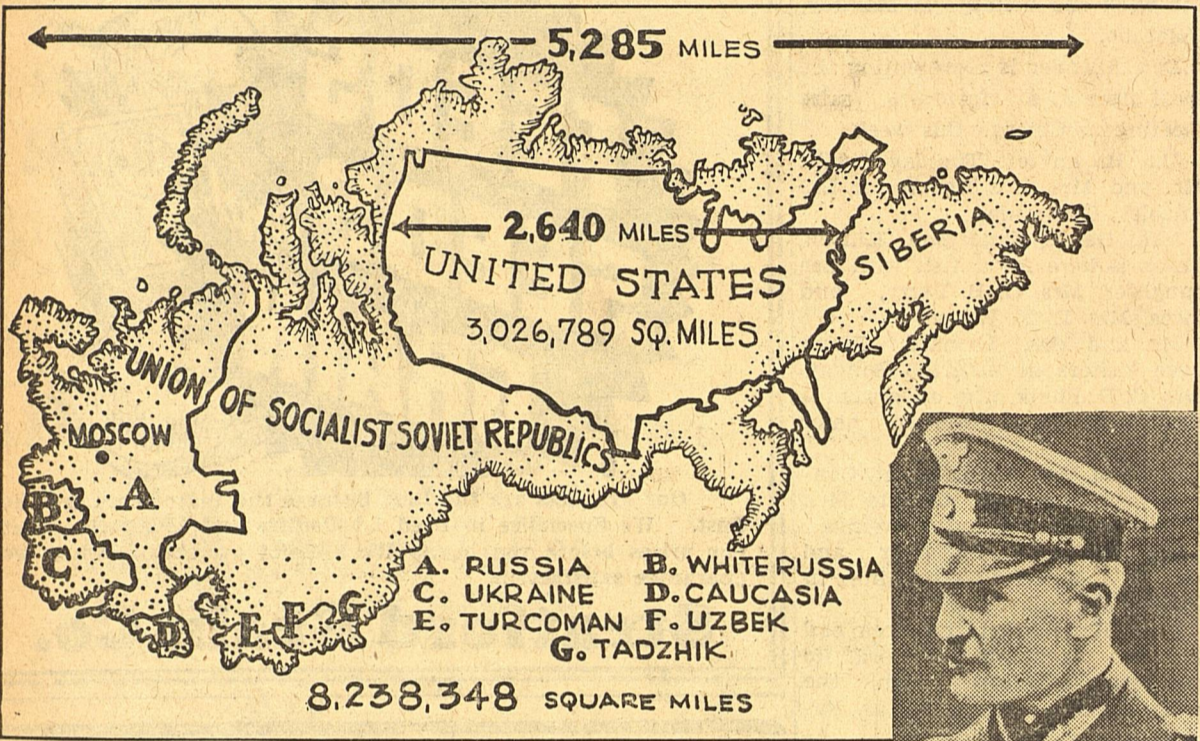 5,285 MILES
2,640 MILES
UNITED STATES
3,026,789 SQ. MILES
SIBERIA
UNION OF SOCIALIST SOVIET REPUBLICS
MOSCOW
A
B
C
D
E
F
G
A. RUSSIA B. WHITE RUSSIA
C. UKRAINE D. CAUCASIA
E. TURCOMAN F. UZBEK
G. TADZHIK
8,238,348 SQUARE MILES